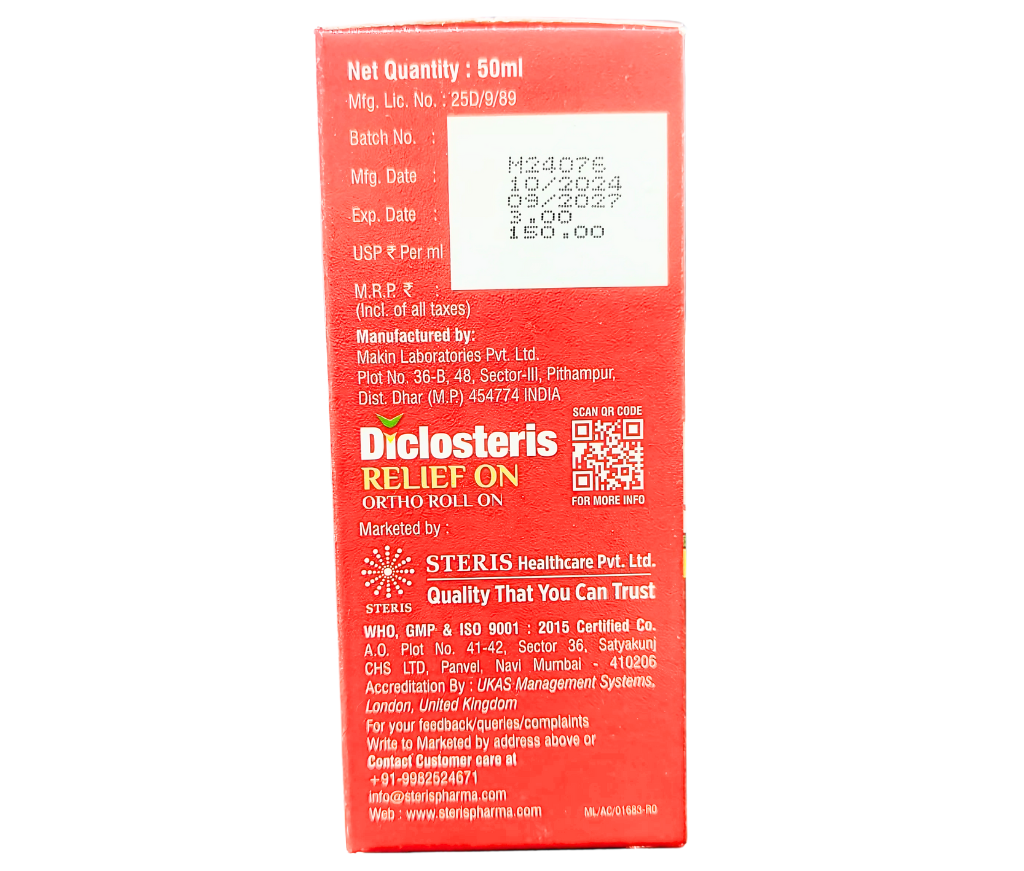 Net Quantity : 50ml
Mfg. Lic. No. : 25D/9/89
Batch No. :
Mfg. Date :
Exp. Date :
USP ₹ Per ml
M.R.P. ₹ :
(Incl. of all taxes)
M24076
10/2024
09/2027
3.00
150.00
Manufactured by:
Makin Laboratories Pvt. Ltd.
Plot No. 36-B, 48, Sector-III, Pithampur,
Dist. Dhar (M.P.) 454774 INDIA
SCAN QR CODE
Diclosteris
RELIEF ON
ORTHO ROLL ON
FOR MORE INFO
Marketed by :
STERIS
STERIS Healthcare Pvt. Ltd.
Quality That You Can Trust
WHO, GMP & ISO 9001 : 2015 Certified Co.
A.O. Plot No. 41-42, Sector 36, Satyakunj
CHS LTD, Panvel, Navi Mumbai - 410206
Accreditation By : UKAS Management Systems,
London, United Kingdom
For your feedback/queries/complaints
Write to Marketed by address above or
Contact Customer care at
+91-9982524671
info@sterispharma.com
Web : www.sterispharma.com
ML/AC/01683-R0